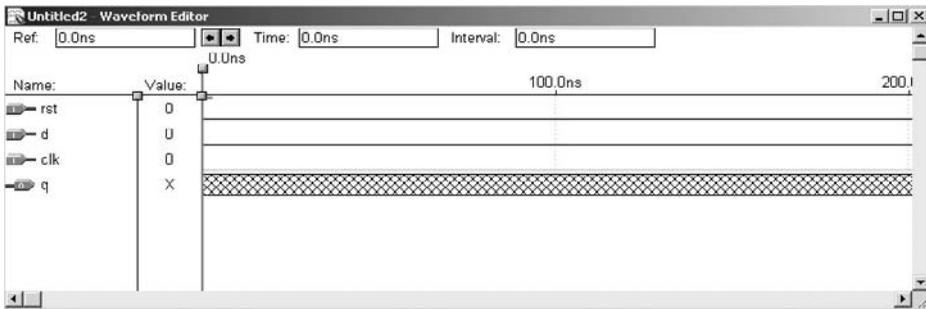 Untitled2 - Waveform Editor
Ref: 0.0ns Time: 0.0ns Interval: 0.0ns
0.0ns
Name: Value: 100.0ns 200.
rst 0
d 0
clk 0
q X